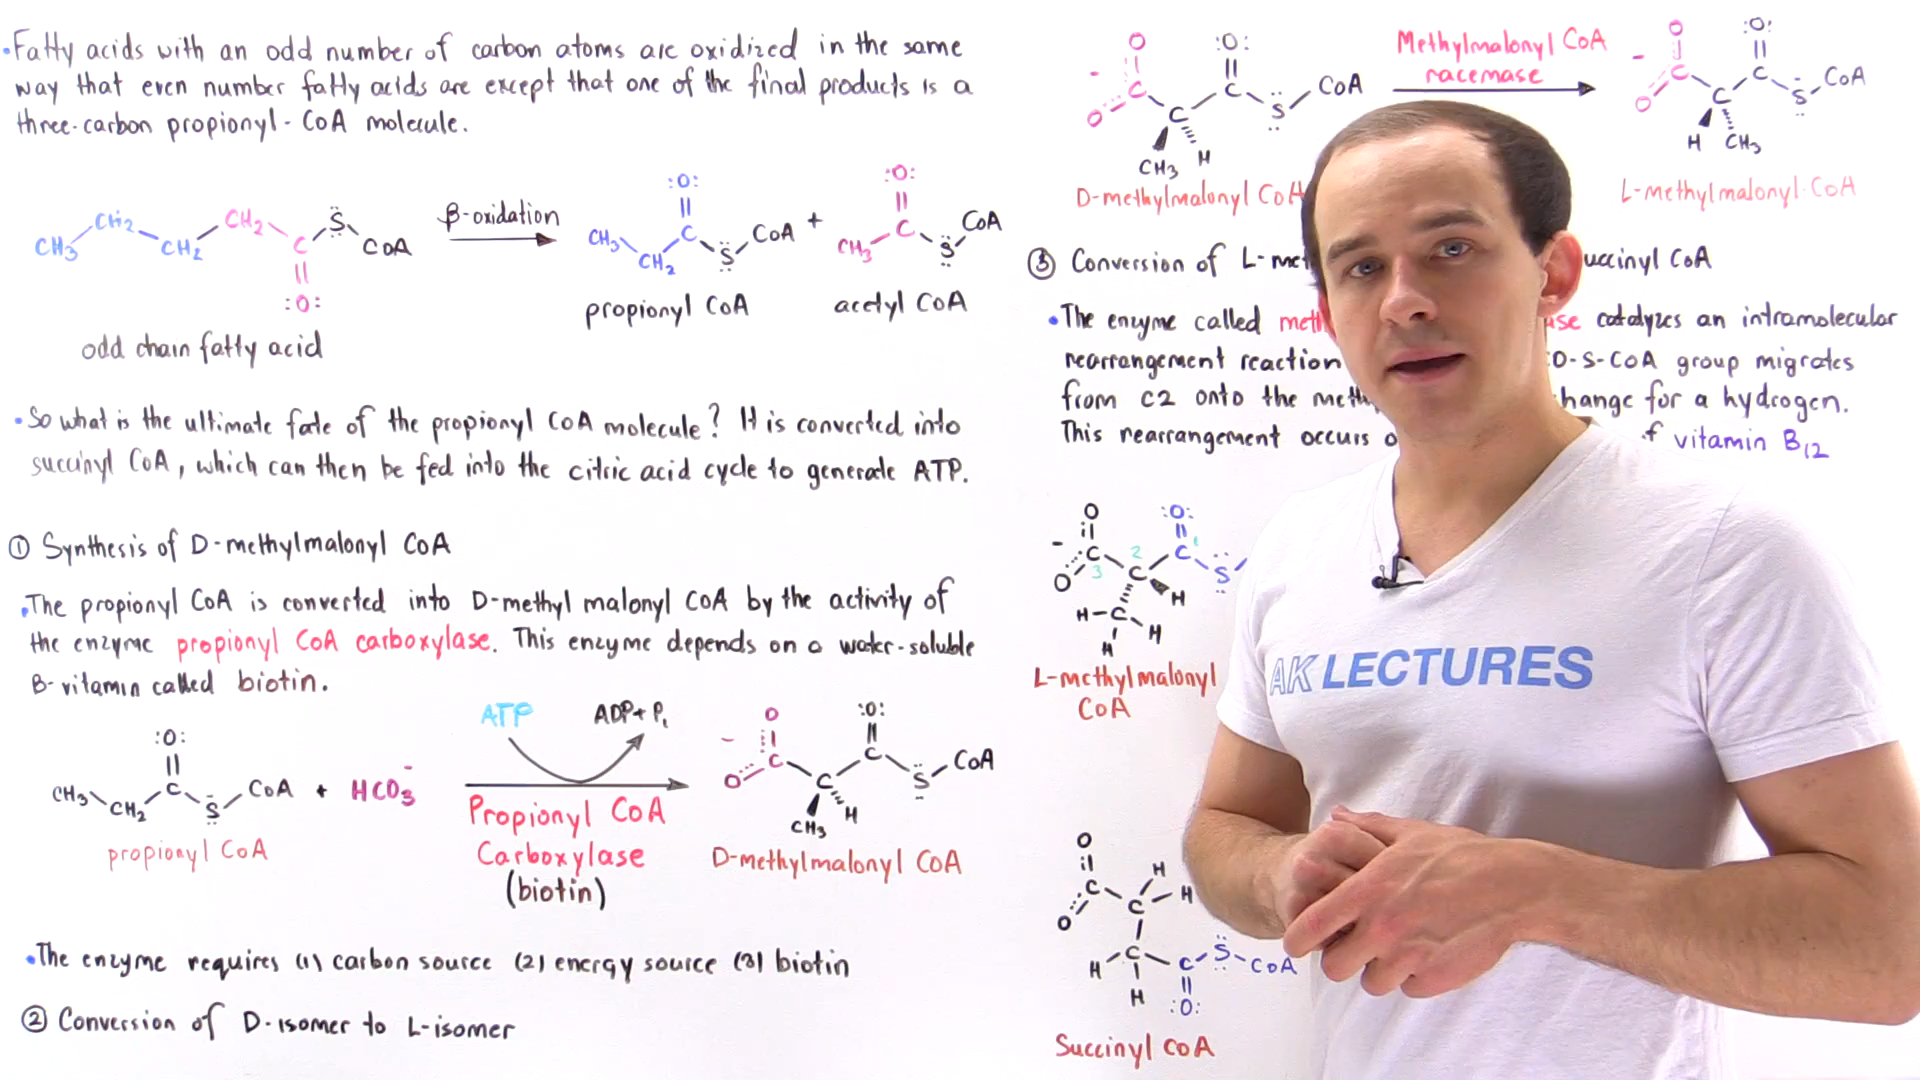 •Fatty acids with an odd number of carbon atoms are oxidized in the same
way that even number fatty acids are except that one of the final products is a
three-carbon propionyl-CoA molecule.
CH3 CH2 CH2 CH2 C S CoA
:O:
odd chain fatty acid
β-oxidation
:O:
CH3 CH2 C S CoA
propionyl CoA
+
:O:
CH3 C S CoA
acetyl CoA
•So what is the ultimate fate of the propionyl CoA molecule? It is converted into
succinyl CoA, which can then be fed into the citric acid cycle to generate ATP.
① Synthesis of D-methylmalonyl CoA
•The propionyl CoA is converted into D-methyl malonyl CoA by the activity of
the enzyme propionyl CoA carboxylase. This enzyme depends on a water-soluble
B-vitamin called biotin.
:O:
CH3 CH2 C S CoA + HCO3-
propionyl CoA
ATP ADP+Pi
Propionyl CoA
Carboxylase
(biotin)
O :O:
- O C C C S CoA
CH3 H
D-methylmalonyl CoA
•The enzyme requires (1) carbon source (2) energy source (3) biotin
② Conversion of D-isomer to L-isomer
O :O:
- O C C C S CoA
CH3 H
D-methylmalonyl CoA
Methylmalonyl CoA
racemase
O :O:
- O C C C S CoA
H CH3
L-methylmalonyl CoA
③ Conversion of L-met uccinyl CoA
•The enzyme called meth ase catalyzes an intramolecular
rearrangement reaction O-S-CoA group migrates
from C2 onto the meth hange for a hydrogen.
This rearrangement occurs o f vitamin B12
O :O:
- O C 3 C 2 C 1 S
H
H C H
H
L-methylmalonyl
CoA
O
O C C H H
H C C S CoA
H :O:
Succinyl CoA
AK LECTURES